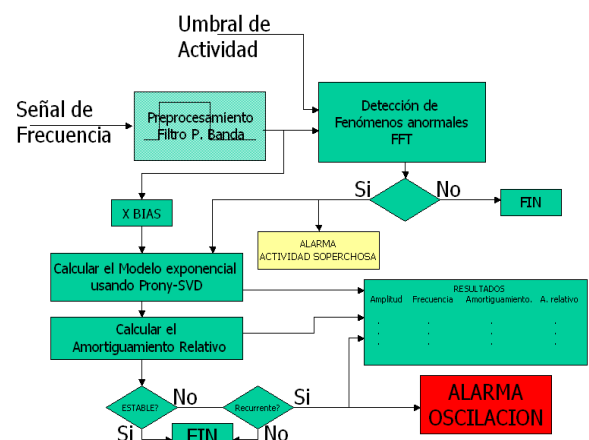 Umbral de
Actividad
Señal de
Frecuencia
Preprocesamiento
Filtro P. Banda
Detección de
Fenómenos anormales
FFT
Si
No
FIN
X BIAS
ALARMA
ACTIVIDAD SOPERCHOSA
Calcular el Modelo exponencial
usando Prony-SVD
RESULTADOS
Amplitud Frecuencia Amortiguamiento. A. relativo
. . . .
. . . .
. . . .
Calcular el
Amortiguamiento Relativo
ESTABLE?
No
Recurrente?
Si
ALARMA
OSCILACION
Si
FIN
No